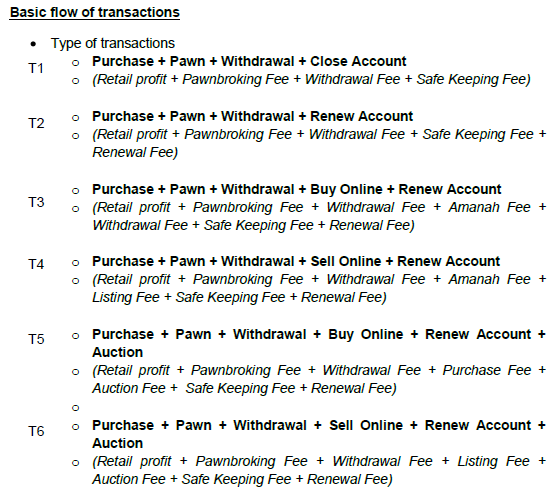 Basic flow of transactions
• Type of transactions
T1
o Purchase + Pawn + Withdrawal + Close Account
o (Retail profit + Pawnbroking Fee + Withdrawal Fee + Safe Keeping Fee)
T2
o Purchase + Pawn + Withdrawal + Renew Account
o (Retail profit + Pawnbroking Fee + Withdrawal Fee + Safe Keeping Fee +
Renewal Fee)
T3
o Purchase + Pawn + Withdrawal + Buy Online + Renew Account
o (Retail profit + Pawnbroking Fee + Withdrawal Fee + Amanah Fee +
Withdrawal Fee + Safe Keeping Fee + Renewal Fee)
T4
o Purchase + Pawn + Withdrawal + Sell Online + Renew Account
o (Retail profit + Pawnbroking Fee + Withdrawal Fee + Amanah Fee +
Listing Fee + Safe Keeping Fee + Renewal Fee)
T5
o Purchase + Pawn + Withdrawal + Buy Online + Renew Account +
Auction
o (Retail profit + Pawnbroking Fee + Withdrawal Fee + Purchase Fee +
Auction Fee + Safe Keeping Fee + Renewal Fee)
o
T6
o Purchase + Pawn + Withdrawal + Sell Online + Renew Account +
Auction
o (Retail profit + Pawnbroking Fee + Withdrawal Fee + Listing Fee +
Auction Fee + Safe Keeping Fee + Renewal Fee)